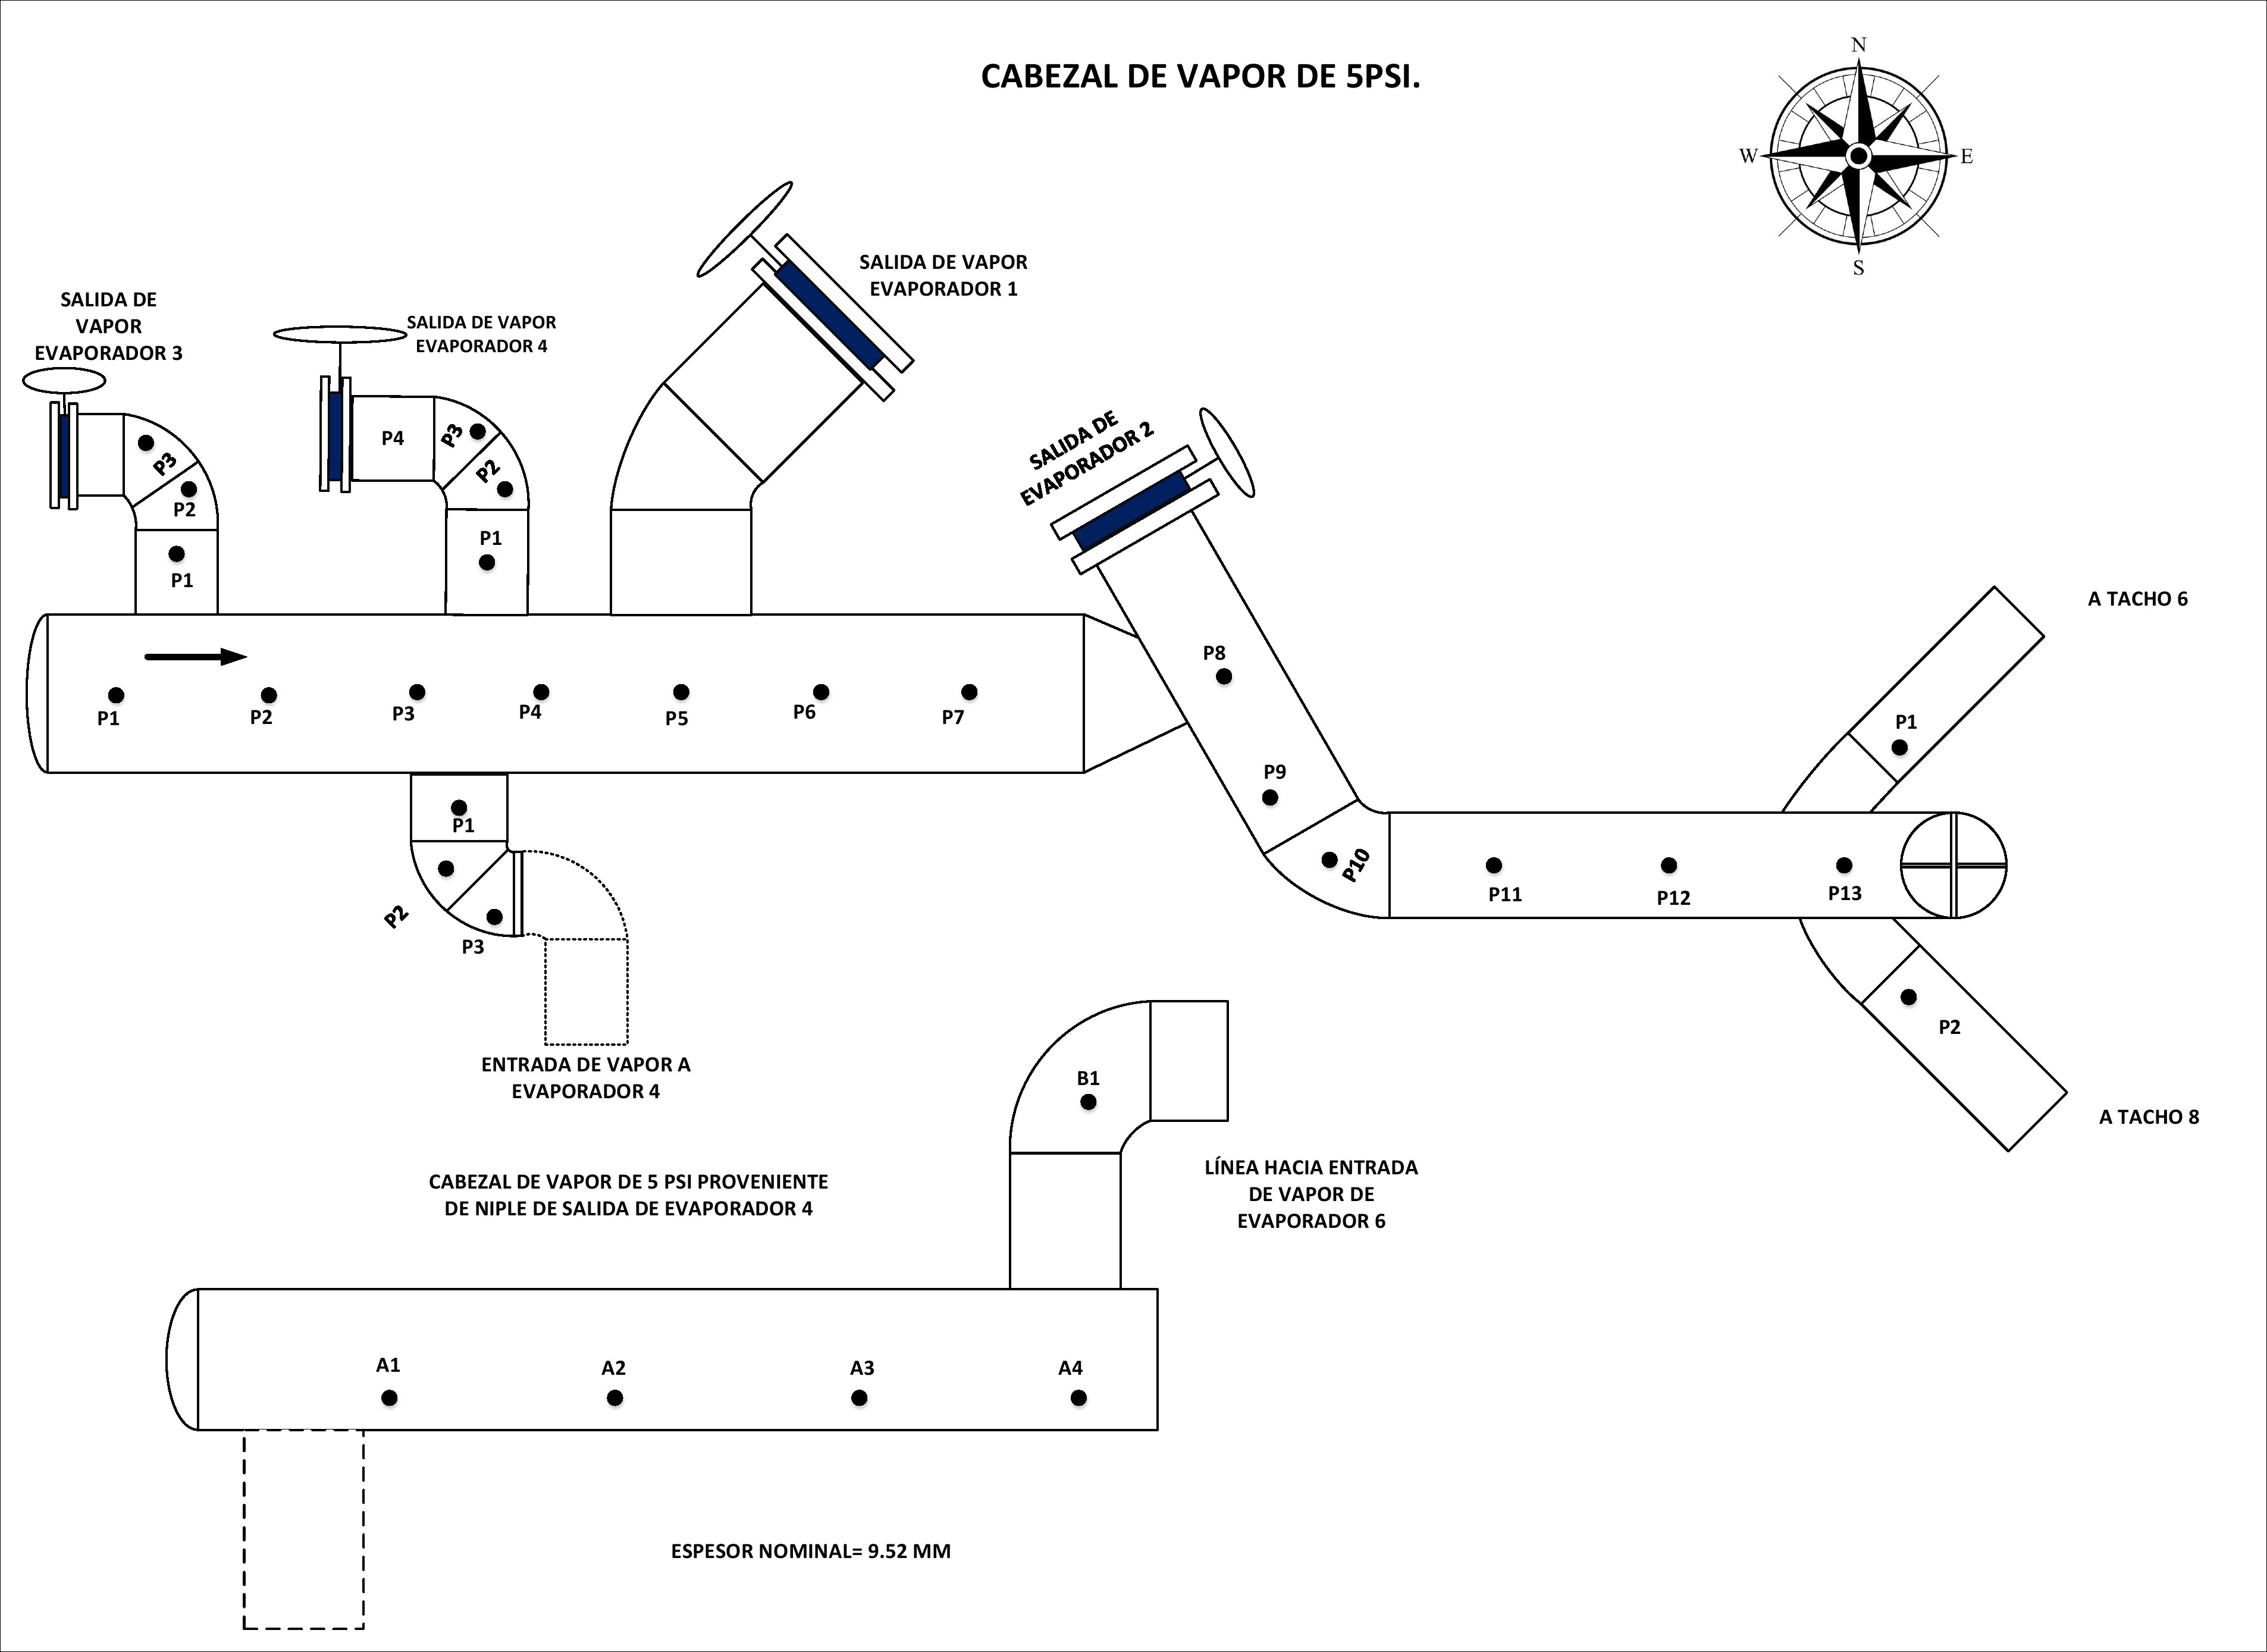 CABEZAL DE VAPOR DE 5PSI.
N
W
E
S
SALIDA DE VAPOR
EVAPORADOR 1
SALIDA DE
VAPOR
EVAPORADOR 3
SALIDA DE VAPOR
EVAPORADOR 4
SALIDA DE
EVAPORADOR 2
P3
P2
P1
P4
P3
P2
P1
A TACHO 6
P8
P1
P1
P2
P3
P4
P5
P6
P7
P9
P1
P2
P3
P10
P11
P12
P13
P2
ENTRADA DE VAPOR A
EVAPORADOR 4
B1
A TACHO 8
CABEZAL DE VAPOR DE 5 PSI PROVENIENTE
DE NIPLE DE SALIDA DE EVAPORADOR 4
LÍNEA HACIA ENTRADA
DE VAPOR DE
EVAPORADOR 6
A1
A2
A3
A4
ESPESOR NOMINAL= 9.52 MM